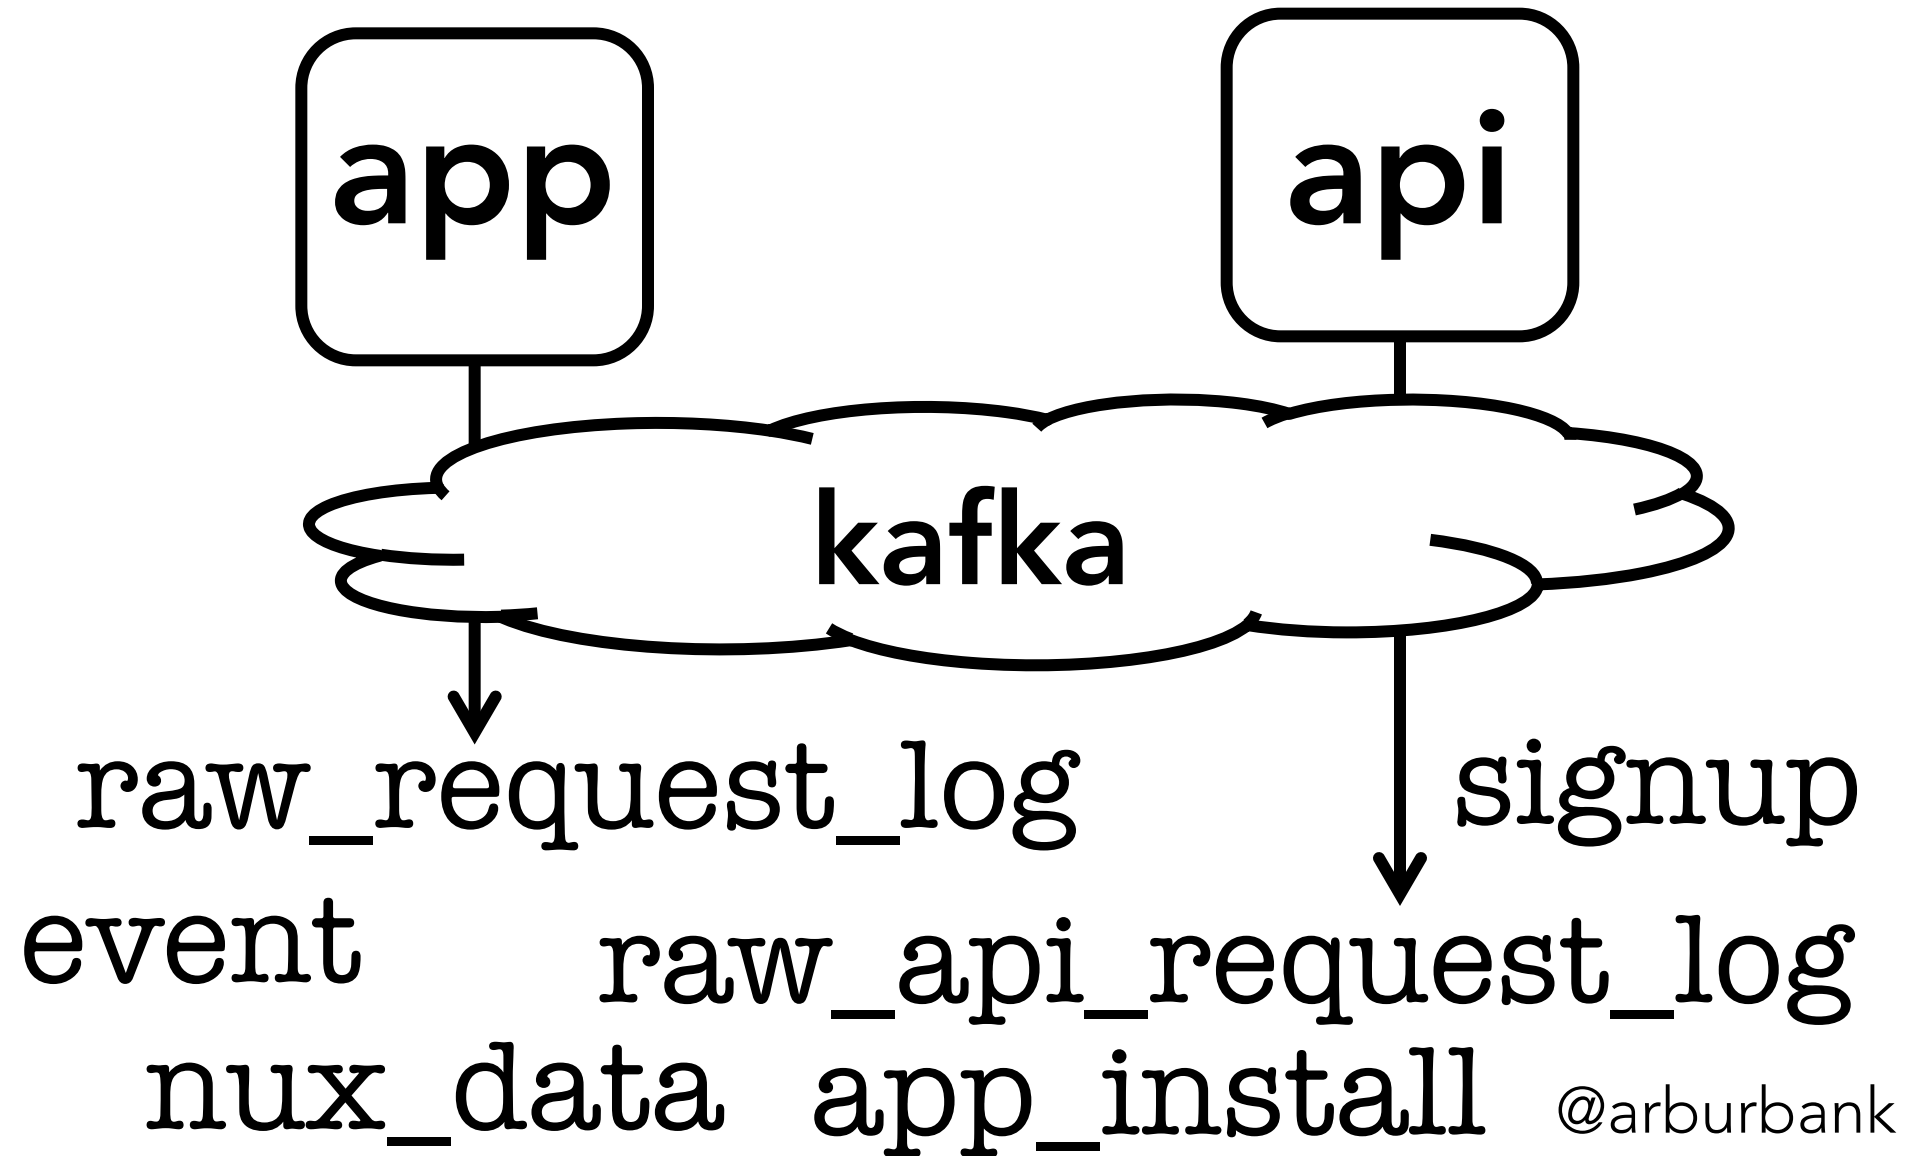 app
api
kafka
raw_request_log
signup
event
raw_api_request_log
nux_data
app_install
@arburbank